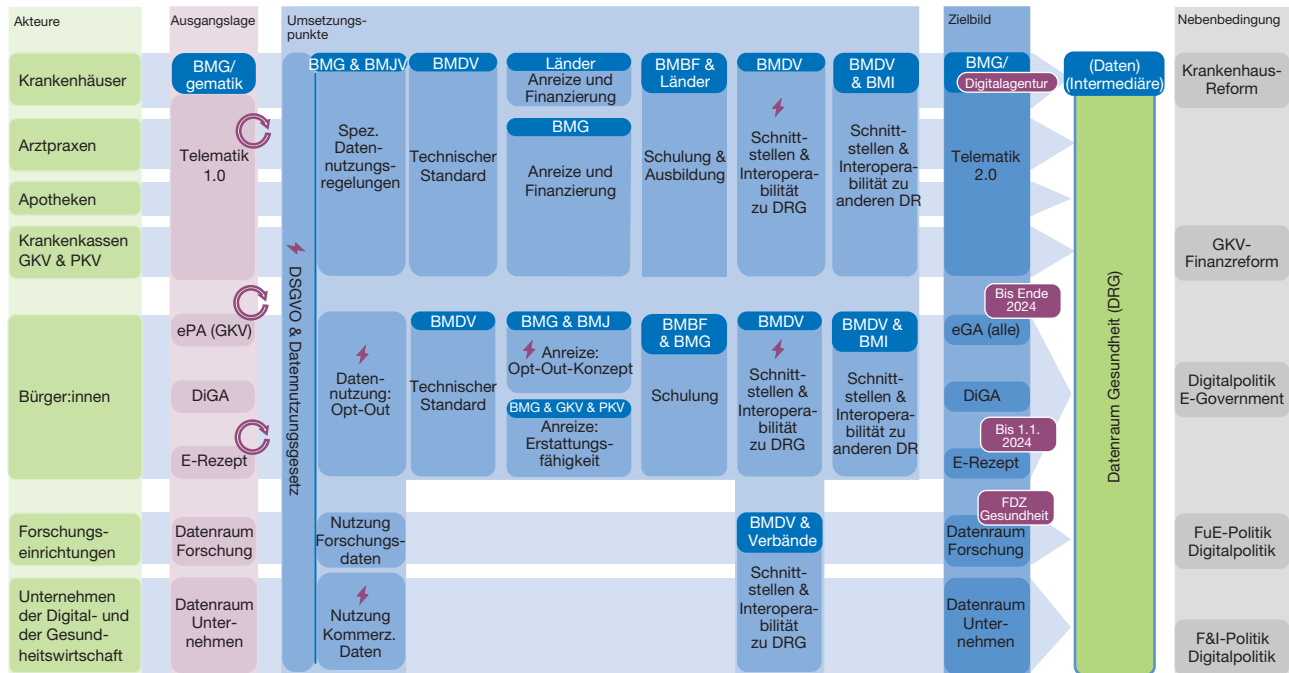 Akteure
Ausgangslage
Umsetzungs-
punkte
Zielbild
Nebenbedingung
Krankenhäuser
Arztpraxen
Apotheken
Krankenkassen
GKV & PKV
Bürger:innen
Forschungs-
einrichtungen
Unternehmen
der Digital- und
der Gesund-
heitswirtschaft
BMG/
gematik
Telematik
1.0
ePA (GKV)
DiGA
E-Rezept
Datenraum
Forschung
Datenraum
Unter-
nehmen
DSGVO & Datennutzungsgesetz
BMG & BMJV
Spez.
Daten-
nutzungs-
regelungen
BMDV
Technischer
Standard
Länder
Anreize und
Finanzierung
BMG
Anreize und
Finanzierung
BMBF &
Länder
Schulung &
Ausbildung
BMDV
Schnitt-
stellen &
Interopera-
bilität
zu DRG
BMDV
& BMI
Schnitt-
stellen &
Interopera-
bilität zu
anderen DR
Daten-
nutzung:
Opt-Out
BMDV
Technischer
Standard
BMG & BMJ
Anreize:
Opt-Out-Konzept
BMG & GKV & PKV
Anreize:
Erstattungs-
fähigkeit
BMBF
& BMG
Schulung
BMDV
Schnitt-
stellen &
Interopera-
bilität
zu DRG
BMDV &
BMI
Schnitt-
stellen &
Interopera-
bilität zu
anderen DR
Nutzung
Forschungs-
daten
BMDV &
Verbände
Schnitt-
stellen &
Interopera-
bilität
zu DRG
Nutzung
Kommerz.
Daten
BMG/
Digitalagentur
Telematik
2.0
Bis Ende
2024
eGA (alle)
DiGA
Bis 1.1.
2024
E-Rezept
FDZ
Gesundheit
Datenraum
Forschung
Datenraum
Unter-
nehmen
(Daten)
(Intermediäre)
Datenraum Gesundheit (DRG)
Krankenhaus-
Reform
GKV-
Finanzreform
Digitalpolitik
E-Government
FuE-Politik
Digitalpolitik
F&I-Politik
Digitalpolitik